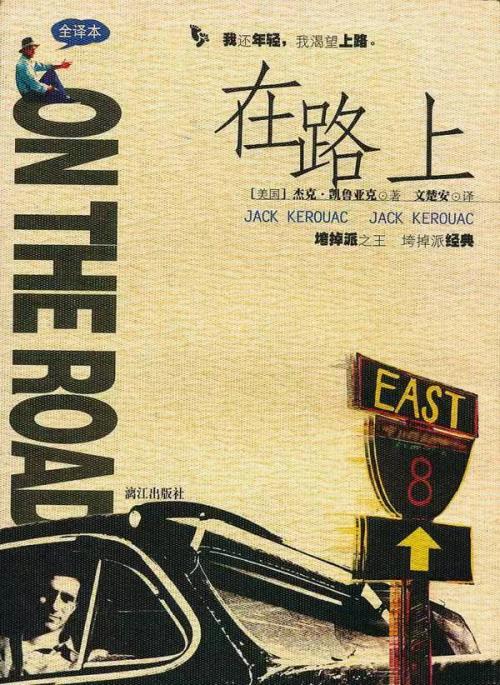 全译本
我还年轻，我渴望上路。
在路上
［美国］杰克·凯鲁亚克⊙著 文楚安⊙译
JACK KEROUAC JACK KEROUAC
垮掉派之王 垮掉派经典
ON THE ROAD
EAST
8
漓江出版社